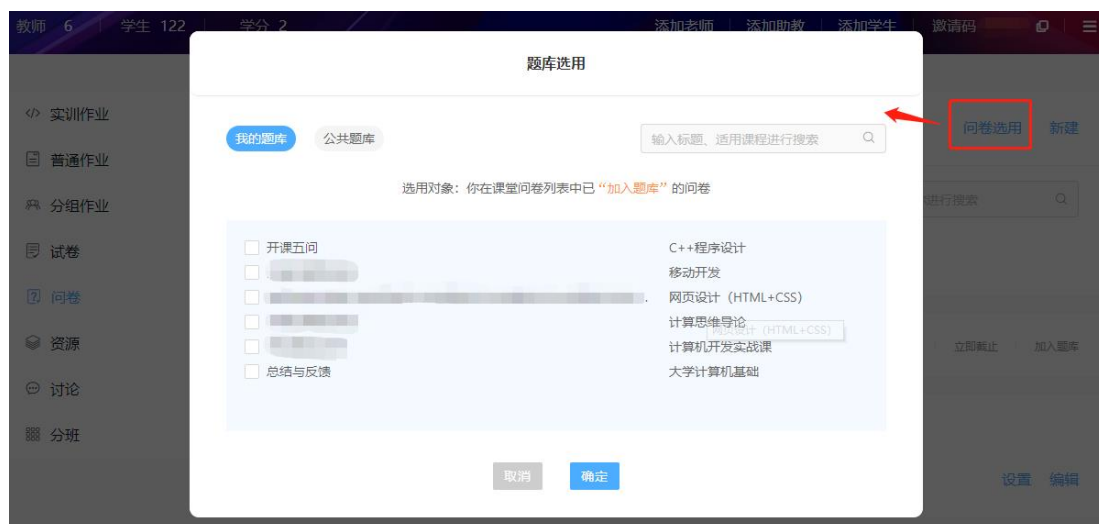 教师 6 学生 122 学分 2 添加老师 添加助教 添加学生 邀请码
题库选用
实训作业
我的题库 公共题库 输入标题、适用课程进行搜索 问卷选用 新建
普通作业
选用对象：你在课堂问卷列表中已“加入题库”的问卷
分组作业 进行搜索
开课五问 C++程序设计
试卷
移动开发
问卷 网页设计（HTML+CSS）
计算思维导论
网页设计（HTML+CSS）
资源 计算机开发实战课 立即截止 加入题库
总结与反馈 大学计算机基础
讨论
分班
取消 确定 设置 编辑